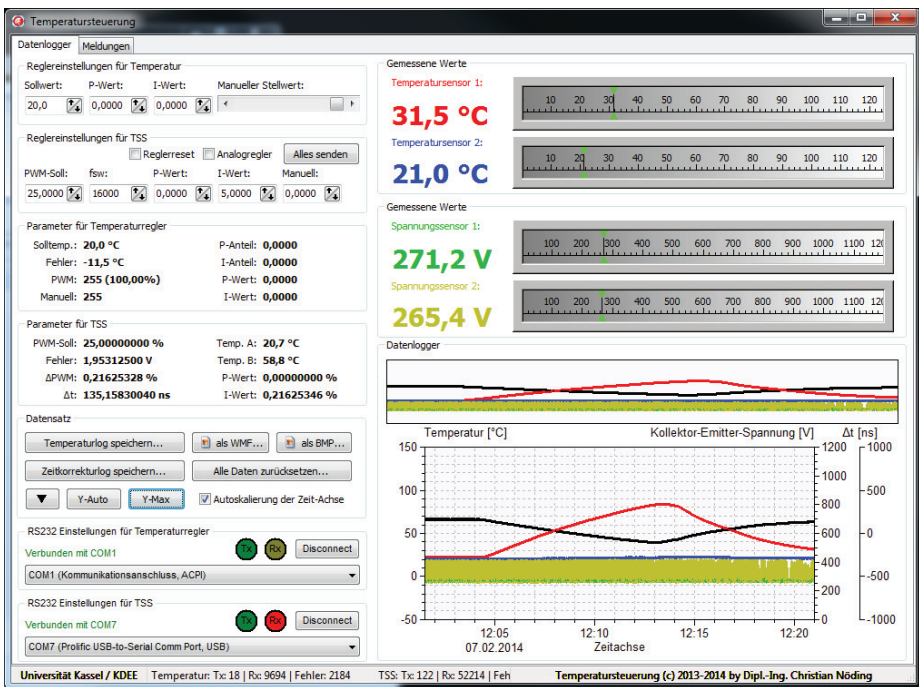 Temperatursteuerung
Datenlogger Meldungen
Reglereinstellungen für Temperatur
Sollwert: P-Wert: I-Wert: Manueller Stellwert:
20,0 0,0000 0,0000
Reglereinstellungen für TSS
Reglerreset Analogregler Alles senden
PWM-Soll: fsw: P-Wert: I-Wert: Manuell:
25,0000 16000 0,0000 5,0000 0,0000
Parameter für Temperaturregler
Solltemp.: 20,0 °C P-Anteil: 0,0000
Fehler: -11,5 °C I-Anteil: 0,0000
PWM: 255 (100,00%) P-Wert: 0,0000
Manuell: 255 I-Wert: 0,0000
Parameter für TSS
PWM-Soll: 25,00000000 % Temp. A: 20,7 °C
Fehler: 1,95312500 V Temp. B: 58,8 °C
ΔPWM: 0,21625328 % P-Wert: 0,00000000 %
Δt: 135,15830040 ns I-Wert: 0,21625346 %
Datensatz
Temperaturlog speichern... als WMF... als BMP...
Zeitkorrekturlog speichern... Alle Daten zurücksetzen...
Y-Auto Y-Max Autoskalierung der Zeit-Achse
RS232 Einstellungen für Temperaturregler
Verbunden mit COM1 Tx Rx Disconnect
COM1 (Kommunikationsanschluss, ACPI)
RS232 Einstellungen für TSS
Verbunden mit COM7 Tx Rx Disconnect
COM7 (Prolific USB-to-Serial Comm Port, USB)
Gemessene Werte
Temperatursensor 1:
31,5 °C
10 20 30 40 50 60 70 80 90 100 110 120
Temperatursensor 2:
21,0 °C
10 20 30 40 50 60 70 80 90 100 110 120
Gemessene Werte
Spannungssensor 1:
271,2 V
100 200 300 400 500 600 700 800 900 1000 1100 120
Spannungssensor 2:
265,4 V
100 200 300 400 500 600 700 800 900 1000 1100 120
Datenlogger
Temperatur [°C] Kollektor-Emitter-Spannung [V] Δt [ns]
150 1200 1000
1000
100 800 500
50 600 0
400
0 -500
200
-50 0 -1000
12:05 12:10 12:15 12:20
07.02.2014 Zeitachse
Universität Kassel / KDEE Temperatur: Tx: 18 | Rx: 9694 | Fehler: 2184 TSS: Tx: 122 | Rx: 52214 | Feh Temperatursteuerung (c) 2013-2014 by Dipl.-Ing. Christian Nöding